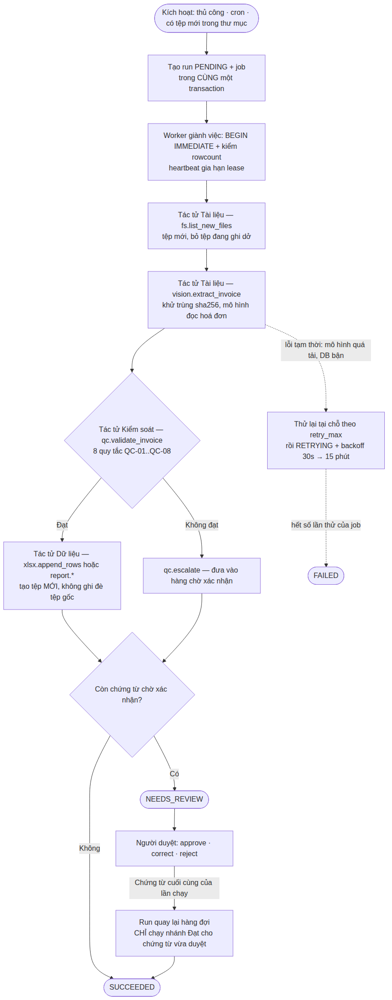 Kích hoạt: thủ công · cron ·
có tệp mới trong thư mục
Tạo run PENDING + job
trong CÙNG một
transaction
Worker giành việc: BEGIN
IMMEDIATE + kiểm
rowcount
heartbeat gia hạn lease
Tác tử Tài liệu —
fs.list_new_files
tệp mới, bỏ tệp đang ghi dở
Tác tử Tài liệu —
vision.extract_invoice
khử trùng sha256, mô hình
đọc hoá đơn
lỗi tạm thời: mô hình quá
tải, DB bận
Tác tử Kiểm soát —
qc.validate_invoice
8 quy tắc QC-01..QC-08
Thử lại tại chỗ theo
retry_max
rồi RETRYING + backoff
30s → 15 phút
Đạt
Không đạt
hết số lần thử của job
Tác tử Dữ liệu —
xlsx.append_rows hoặc
report.*
tạo tệp MỚI, không ghi đè
tệp gốc
qc.escalate — đưa vào
hàng chờ xác nhận
FAILED
Còn chứng từ chờ xác
nhận?
Có
NEEDS_REVIEW
Không
Người duyệt: approve ·
correct · reject
Chứng từ cuối cùng của
lần chạy
Run quay lại hàng đợi
CHỈ chạy nhánh Đạt cho
chứng từ vừa duyệt
SUCCEEDED